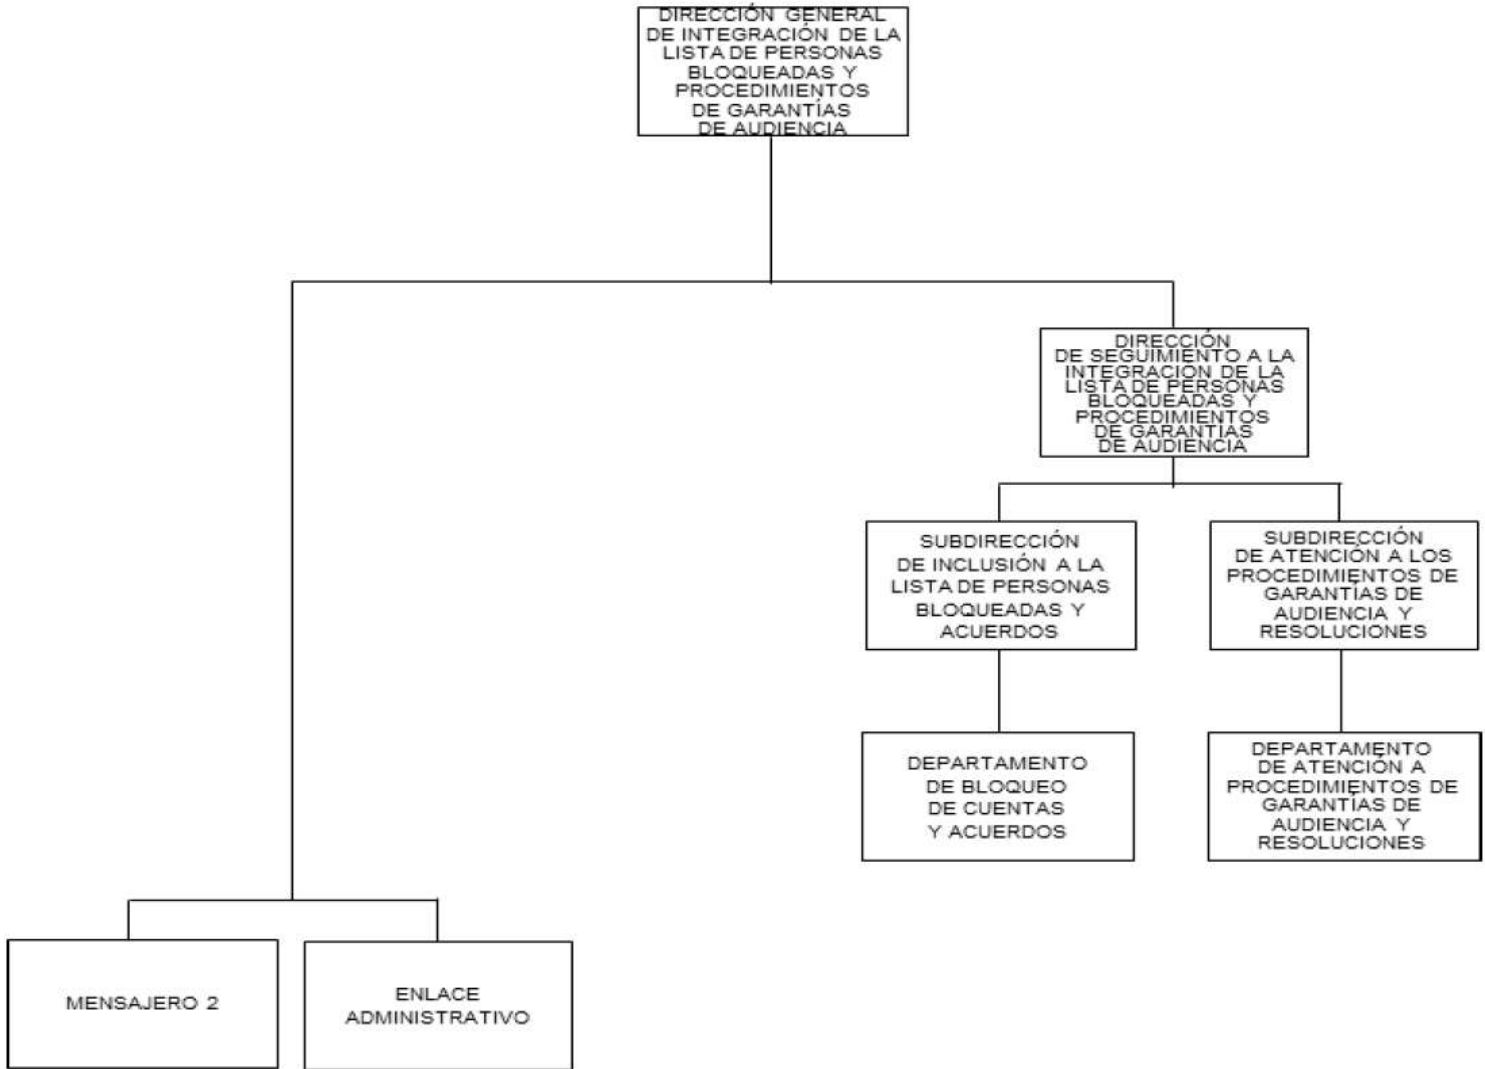 DIRECCIÓN GENERAL
DE INTEGRACIÓN DE LA
LISTA DE PERSONAS
BLOQUEADAS Y
PROCEDIMIENTOS
DE GARANTÍAS
DE AUDIENCIA
DIRECCIÓN
DE SEGUIMIENTO A LA
INTEGRACIÓN DE LA
LISTA DE PERSONAS
BLOQUEADAS Y
PROCEDIMIENTOS
DE GARANTÍAS
DE AUDIENCIA
SUBDIRECCIÓN
DE INCLUSIÓN A LA
LISTA DE PERSONAS
BLOQUEADAS Y
ACUERDOS
SUBDIRECCIÓN
DE ATENCIÓN A LOS
PROCEDIMIENTOS DE
GARANTÍAS DE
AUDIENCIA Y
RESOLUCIONES
DEPARTAMENTO
DE BLOQUEO
DE CUENTAS
Y ACUERDOS
DEPARTAMENTO
DE ATENCIÓN A
PROCEDIMIENTOS DE
GARANTÍAS DE
AUDIENCIA Y
RESOLUCIONES
MENSAJERO 2
ENLACE
ADMINISTRATIVO